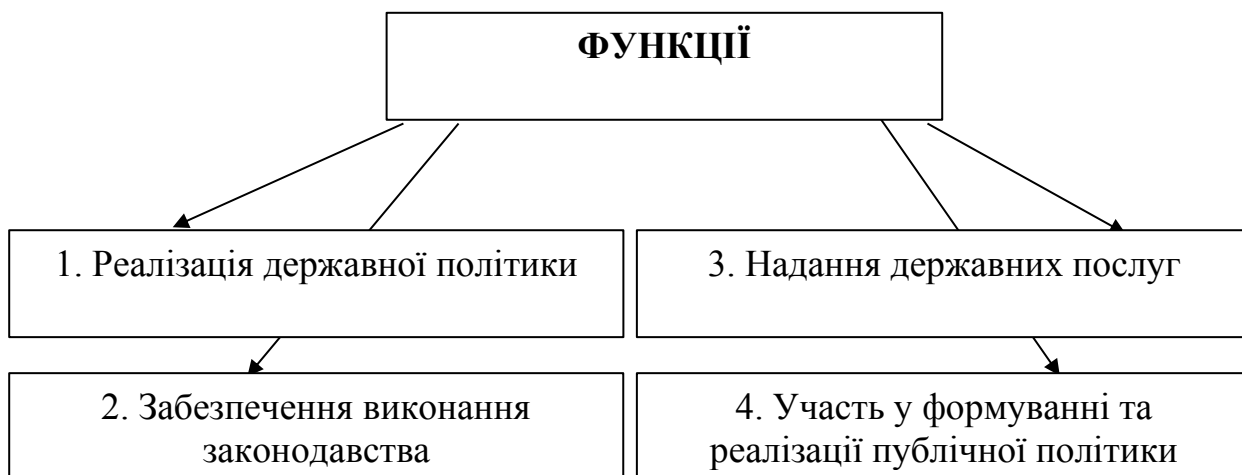 ФУНКЦІЇ
1. Реалізація державної політики
2. Забезпечення виконання
законодавства
3. Надання державних послуг
4. Участь у формуванні та
реалізації публічної політики